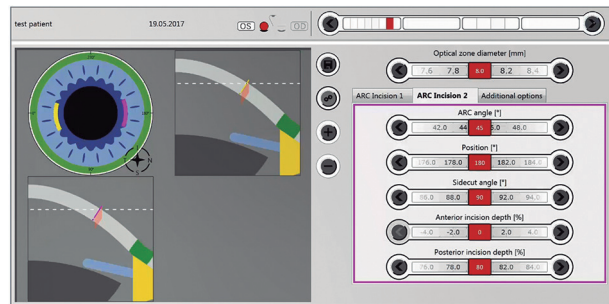 test patient 19.05.2017 OS OD
Optical zone diameter [mm]
7.6 7.8 8.0 8.2 8.4
ARC Incision 1 ARC Incision 2 Additional options
ARC angle [°]
42.0 44 45 6.0 48.0
Position [°]
176.0 178.0 180 182.0 184.0
Sidecut angle [°]
86.0 88.0 90 92.0 94.0
Anterior incision depth [%]
-4.0 -2.0 0 2.0 4.0
Posterior incision depth [%]
76.0 78.0 80 82.0 84.0
T N
S